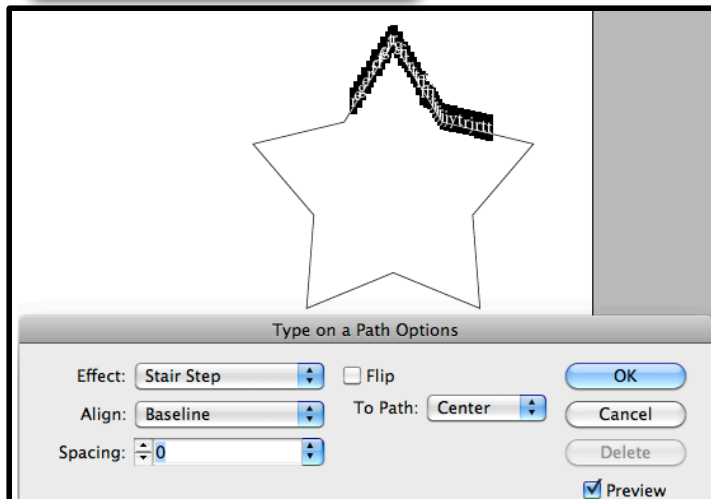 jjytrjrtt
Type on a Path Options
Effect: Stair Step Flip OK
Align: Baseline To Path: Center Cancel
Spacing: 0 Delete
Preview